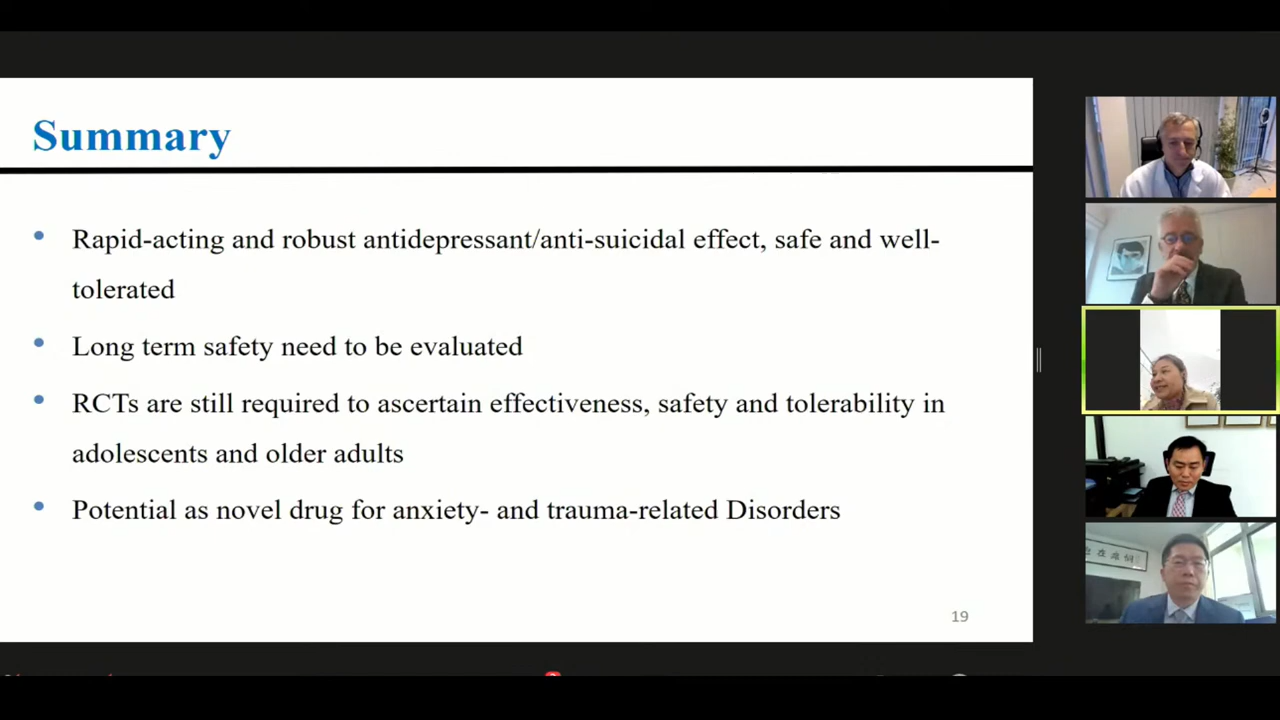 Summary
Rapid-acting and robust antidepressant/anti-suicidal effect, safe and well-
tolerated
Long term safety need to be evaluated
RCTs are still required to ascertain effectiveness, safety and tolerability in
adolescents and older adults
Potential as novel drug for anxiety- and trauma-related Disorders
19